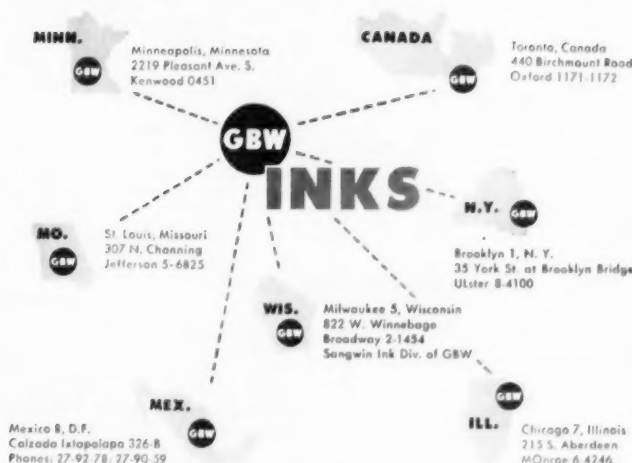 MINN.
GBW
Minneapolis, Minnesota
2219 Pleasant Ave. S.
Kenwood 0451
CANADA
GBW
Toronto, Canada
440 Birchmount Road
Oxford 1171-1172
GBW
INKS
MO.
GBW
St. Louis, Missouri
307 N. Channing
Jefferson 5-6825
N.Y.
GBW
Brooklyn 1, N. Y.
35 York St. at Brooklyn Bridge
ULster 8-4100
WIS.
GBW
Milwaukee 5, Wisconsin
822 W. Winnebago
Broadway 2-1454
Sangwin Ink Div. of GBW
MEX.
GBW
Mexico 8, D.F.
Calzada Ixtapalapa 326-B
Phones: 27-92-78; 27-90-59
ILL.
GBW
Chicago 7, Illinois
215 S. Aberdeen
MOnroe 6-4246